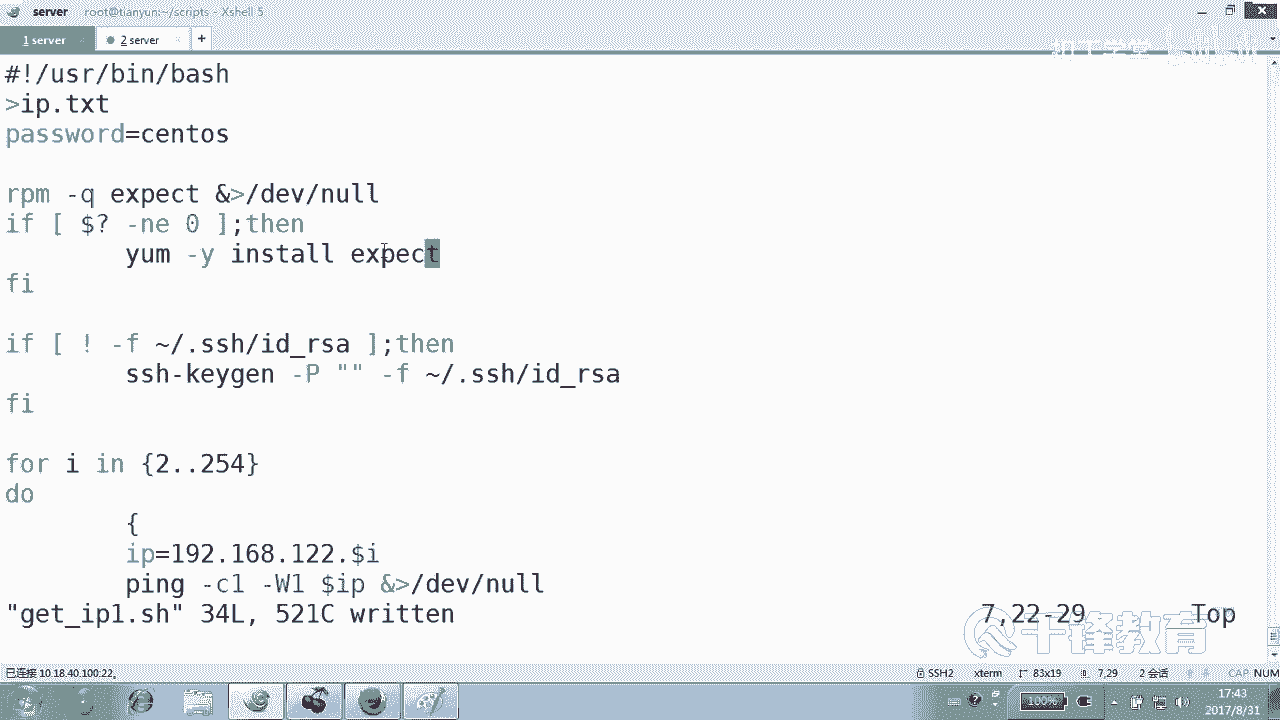 server root@tianyun:~/scripts - Xshell 5
1 server 2 server +
#!/usr/bin/bash
>ip.txt
password=centos
rpm -q expect &>/dev/null
if [ $? -ne 0 ];then
yum -y install expect
fi
if [ ! -f ~/.ssh/id_rsa ];then
ssh-keygen -P "" -f ~/.ssh/id_rsa
fi
for i in {2..254}
do
{
ip=192.168.122.$i
ping -c1 -W1 $ip &>/dev/null
"get_ip1.sh" 34L, 521C written 7,22-29 Top
千锋教育
已连接 10.18.40.100:22。 SSH2 xterm 83x19 7,29 2 会话 CAP NUM
100%
17:43
2017/8/31